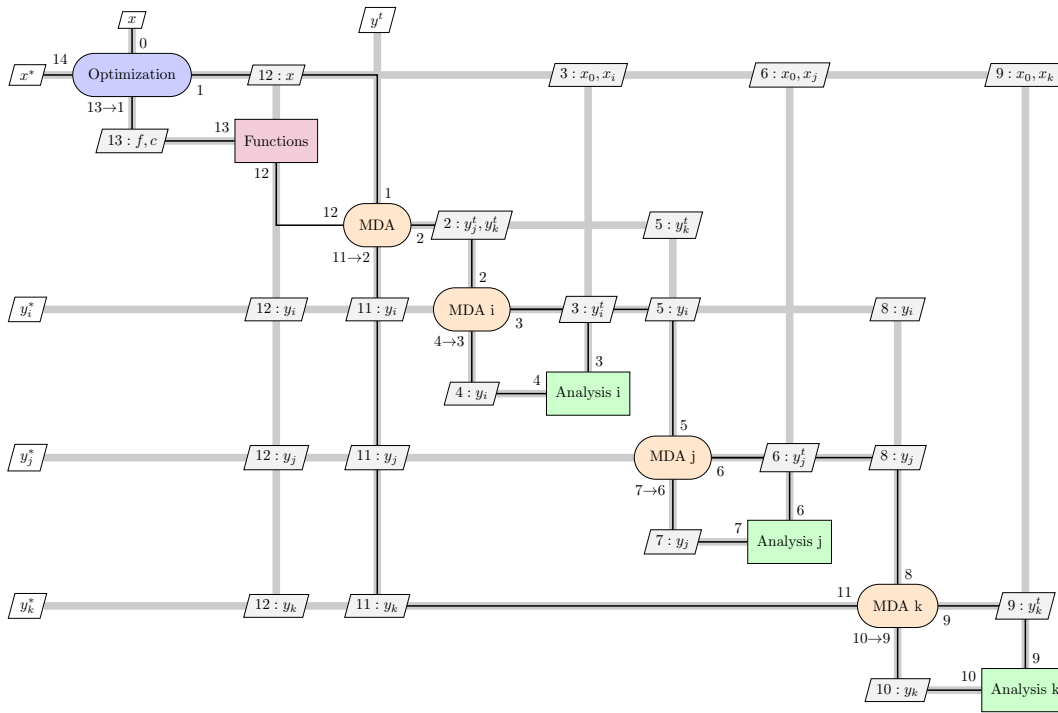 x
y^t
0
14
x*
Optimization
12 : x
3 : x_0, x_i
6 : x_0, x_j
9 : x_0, x_k
1
13→1
13 : f, c
13
Functions
12
1
12
MDA
2 : y_j^t, y_k^t
5 : y_k^t
2
11→2
2
y_i^*
12 : y_i
11 : y_i
MDA i
3 : y_i^t
5 : y_i
8 : y_i
3
4→3
3
4 : y_i
4
Analysis i
5
y_j^*
12 : y_j
11 : y_j
MDA j
6 : y_j^t
8 : y_j
6
7→6
6
7 : y_j
7
Analysis j
8
y_k^*
12 : y_k
11 : y_k
11
MDA k
9 : y_k^t
9
10→9
9
10 : y_k
10
Analysis k